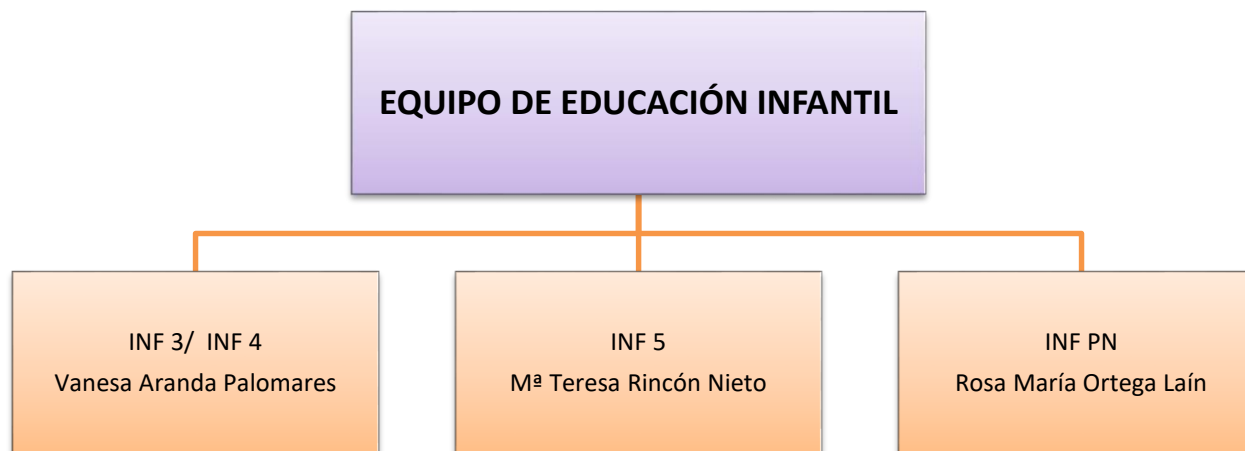 EQUIPO DE EDUCACIÓN INFANTIL
INF 3/ INF 4
Vanesa Aranda Palomares
INF 5
Mª Teresa Rincón Nieto
INF PN
Rosa María Ortega Laín